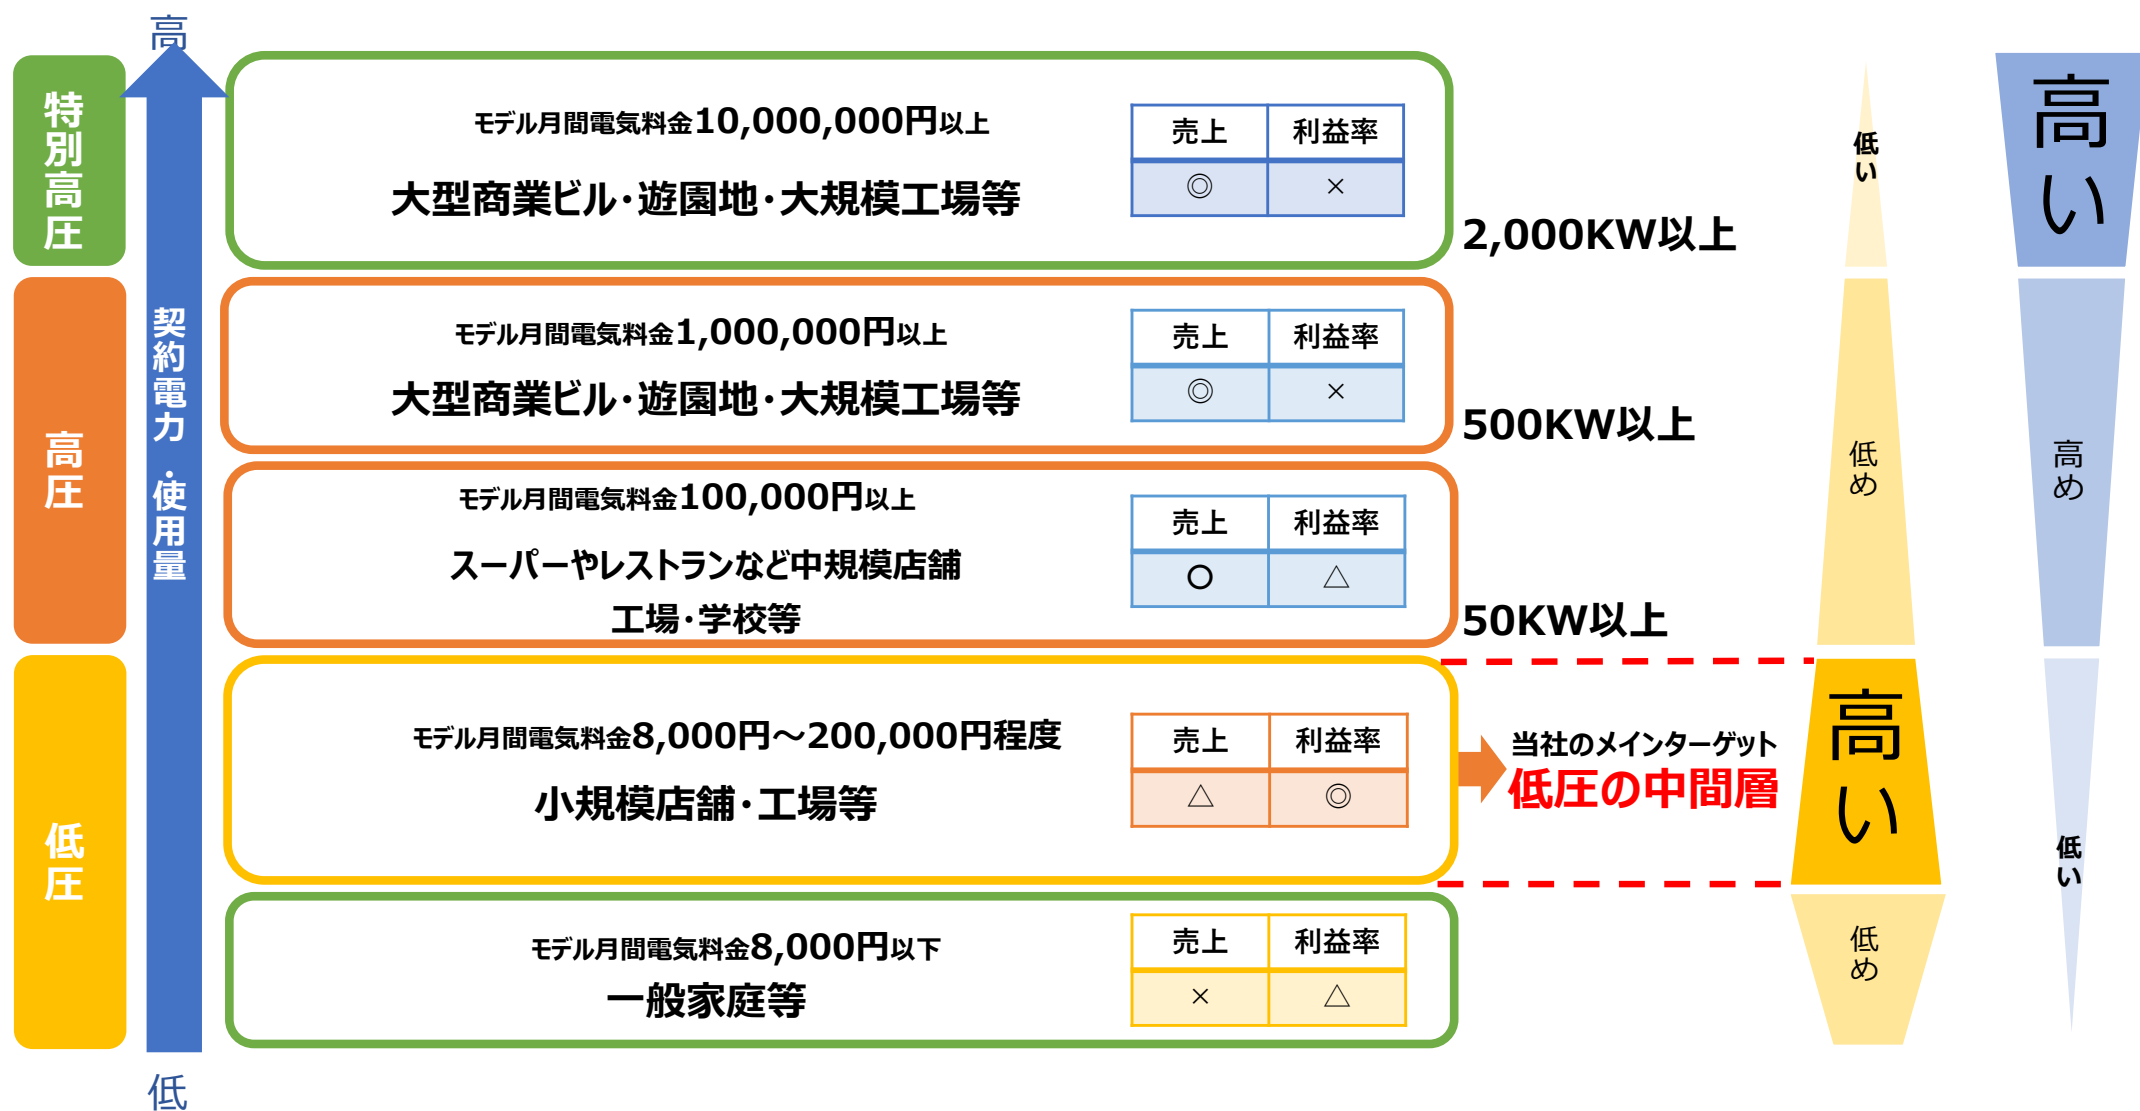 高
特別高圧
モデル月間電気料金10,000,000円以上
大型商業ビル・遊園地・大規模工場等
売上 利益率
◎ ×
2,000KW以上
低い
高い
高圧
契約電力・使用量
モデル月間電気料金1,000,000円以上
大型商業ビル・遊園地・大規模工場等
売上 利益率
◎ ×
500KW以上
低め
高め
モデル月間電気料金100,000円以上
スーパーやレストランなど中規模店舗
工場・学校等
売上 利益率
○ △
50KW以上
低圧
モデル月間電気料金8,000円～200,000円程度
小規模店舗・工場等
売上 利益率
△ ◎
当社のメインターゲット
低圧の中間層
高い
低い
モデル月間電気料金8,000円以下
一般家庭等
売上 利益率
× △
低め
低